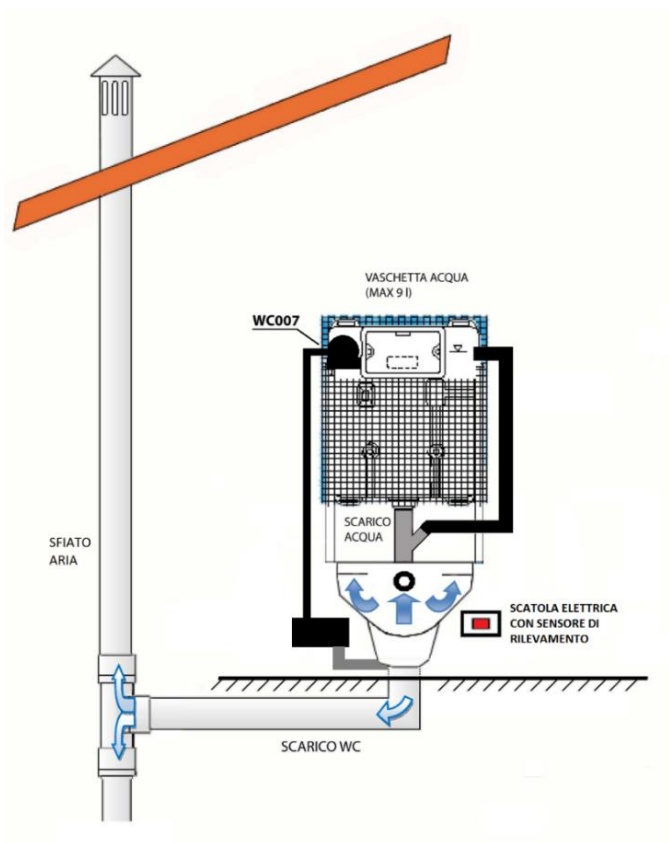 VASCHETTA ACQUA
(MAX 9 l)
WC007
SCARICO
ACQUA
SFIATO
ARIA
SCATOLA ELETTRICA
CON SENSORE DI
RILEVAMENTO
SCARICO WC